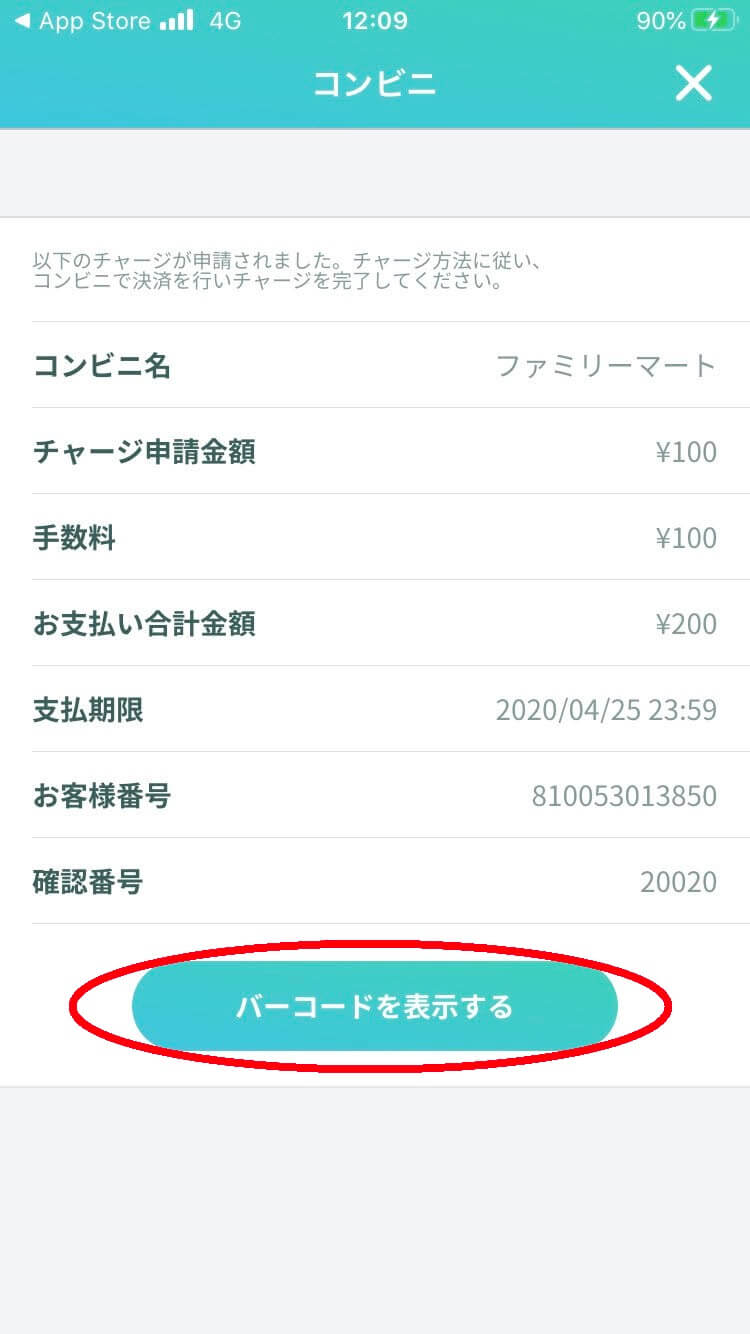 App Store 4G 12:09 90%
コンビニ
以下のチャージが申請されました。チャージ方法に従い、
コンビニで決済を行いチャージを完了してください。
コンビニ名 ファミリーマート
チャージ申請金額 ¥100
手数料 ¥100
お支払い合計金額 ¥200
支払期限 2020/04/25 23:59
お客様番号 810053013850
確認番号 20020
バーコードを表示する